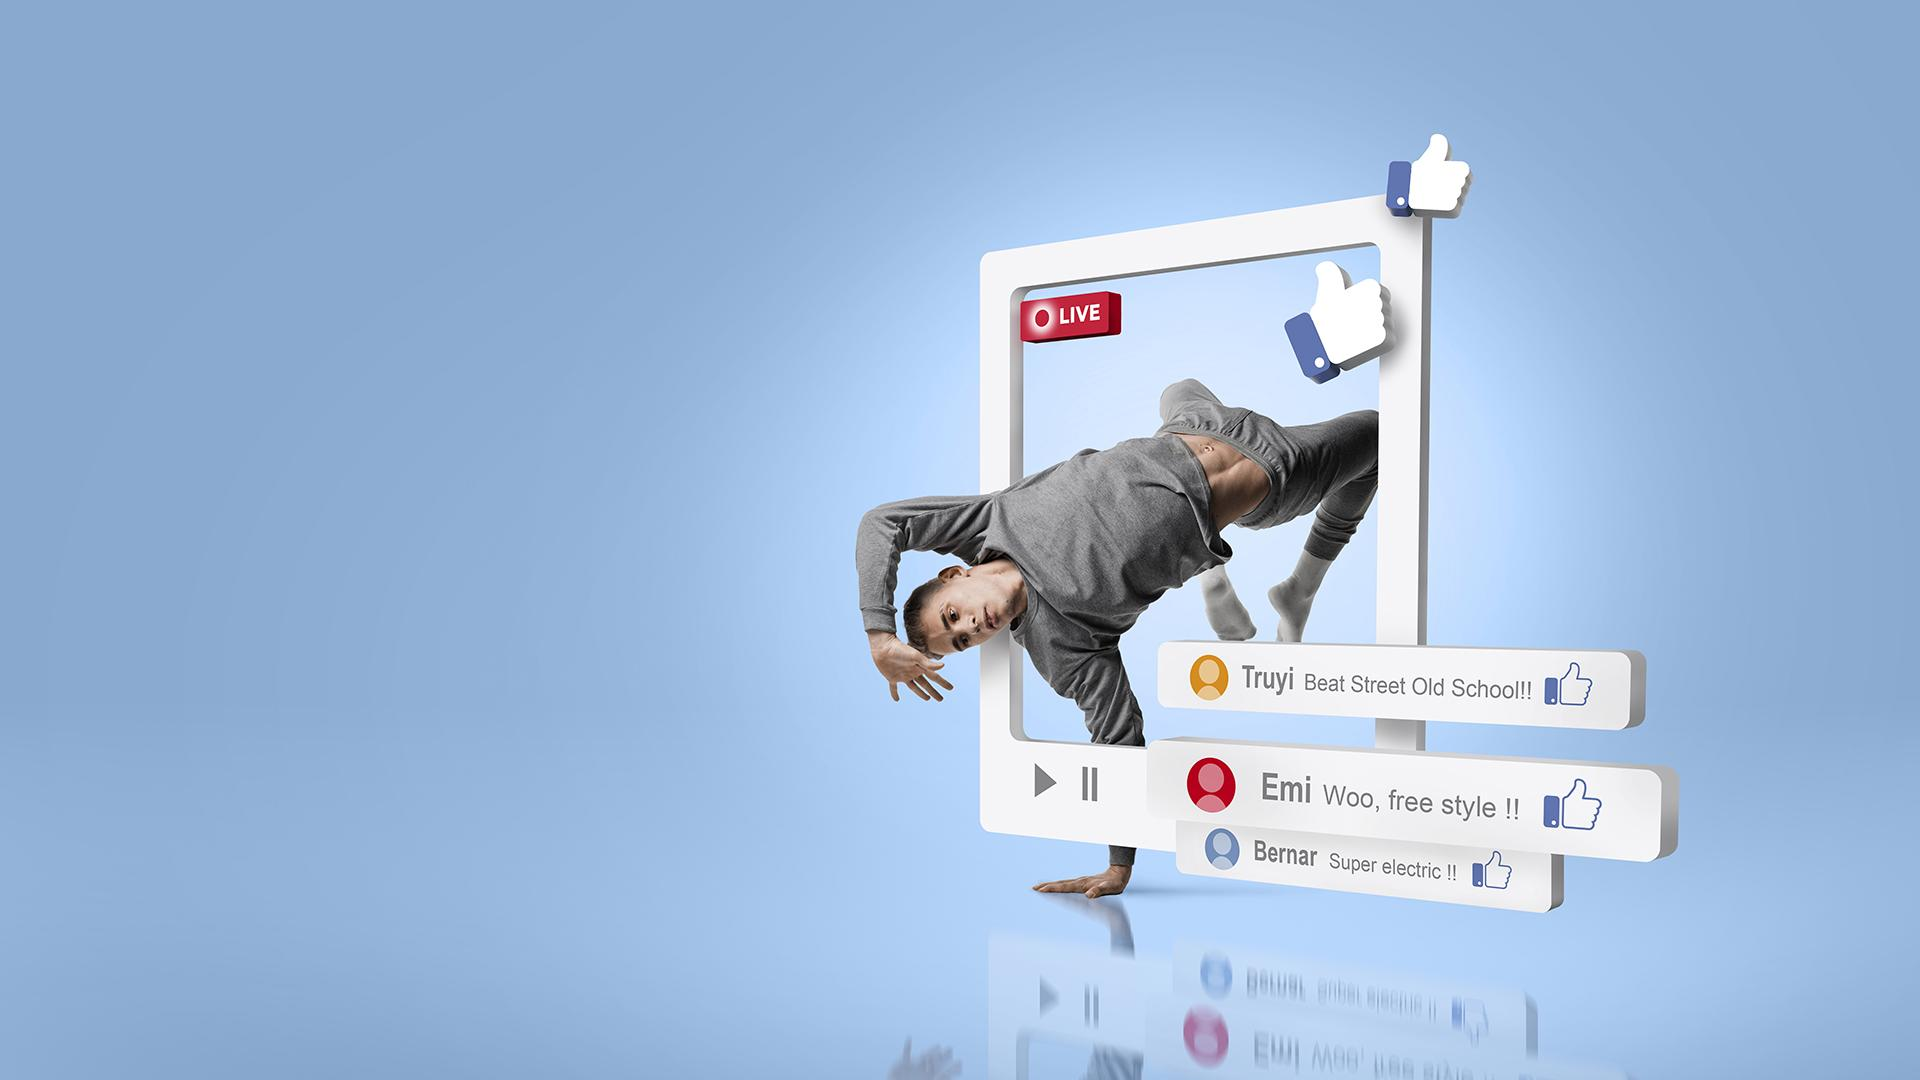 LIVE
Truyi Beat Street Old School!!
Emi Woo, free style !!
Bernar Super electric !!